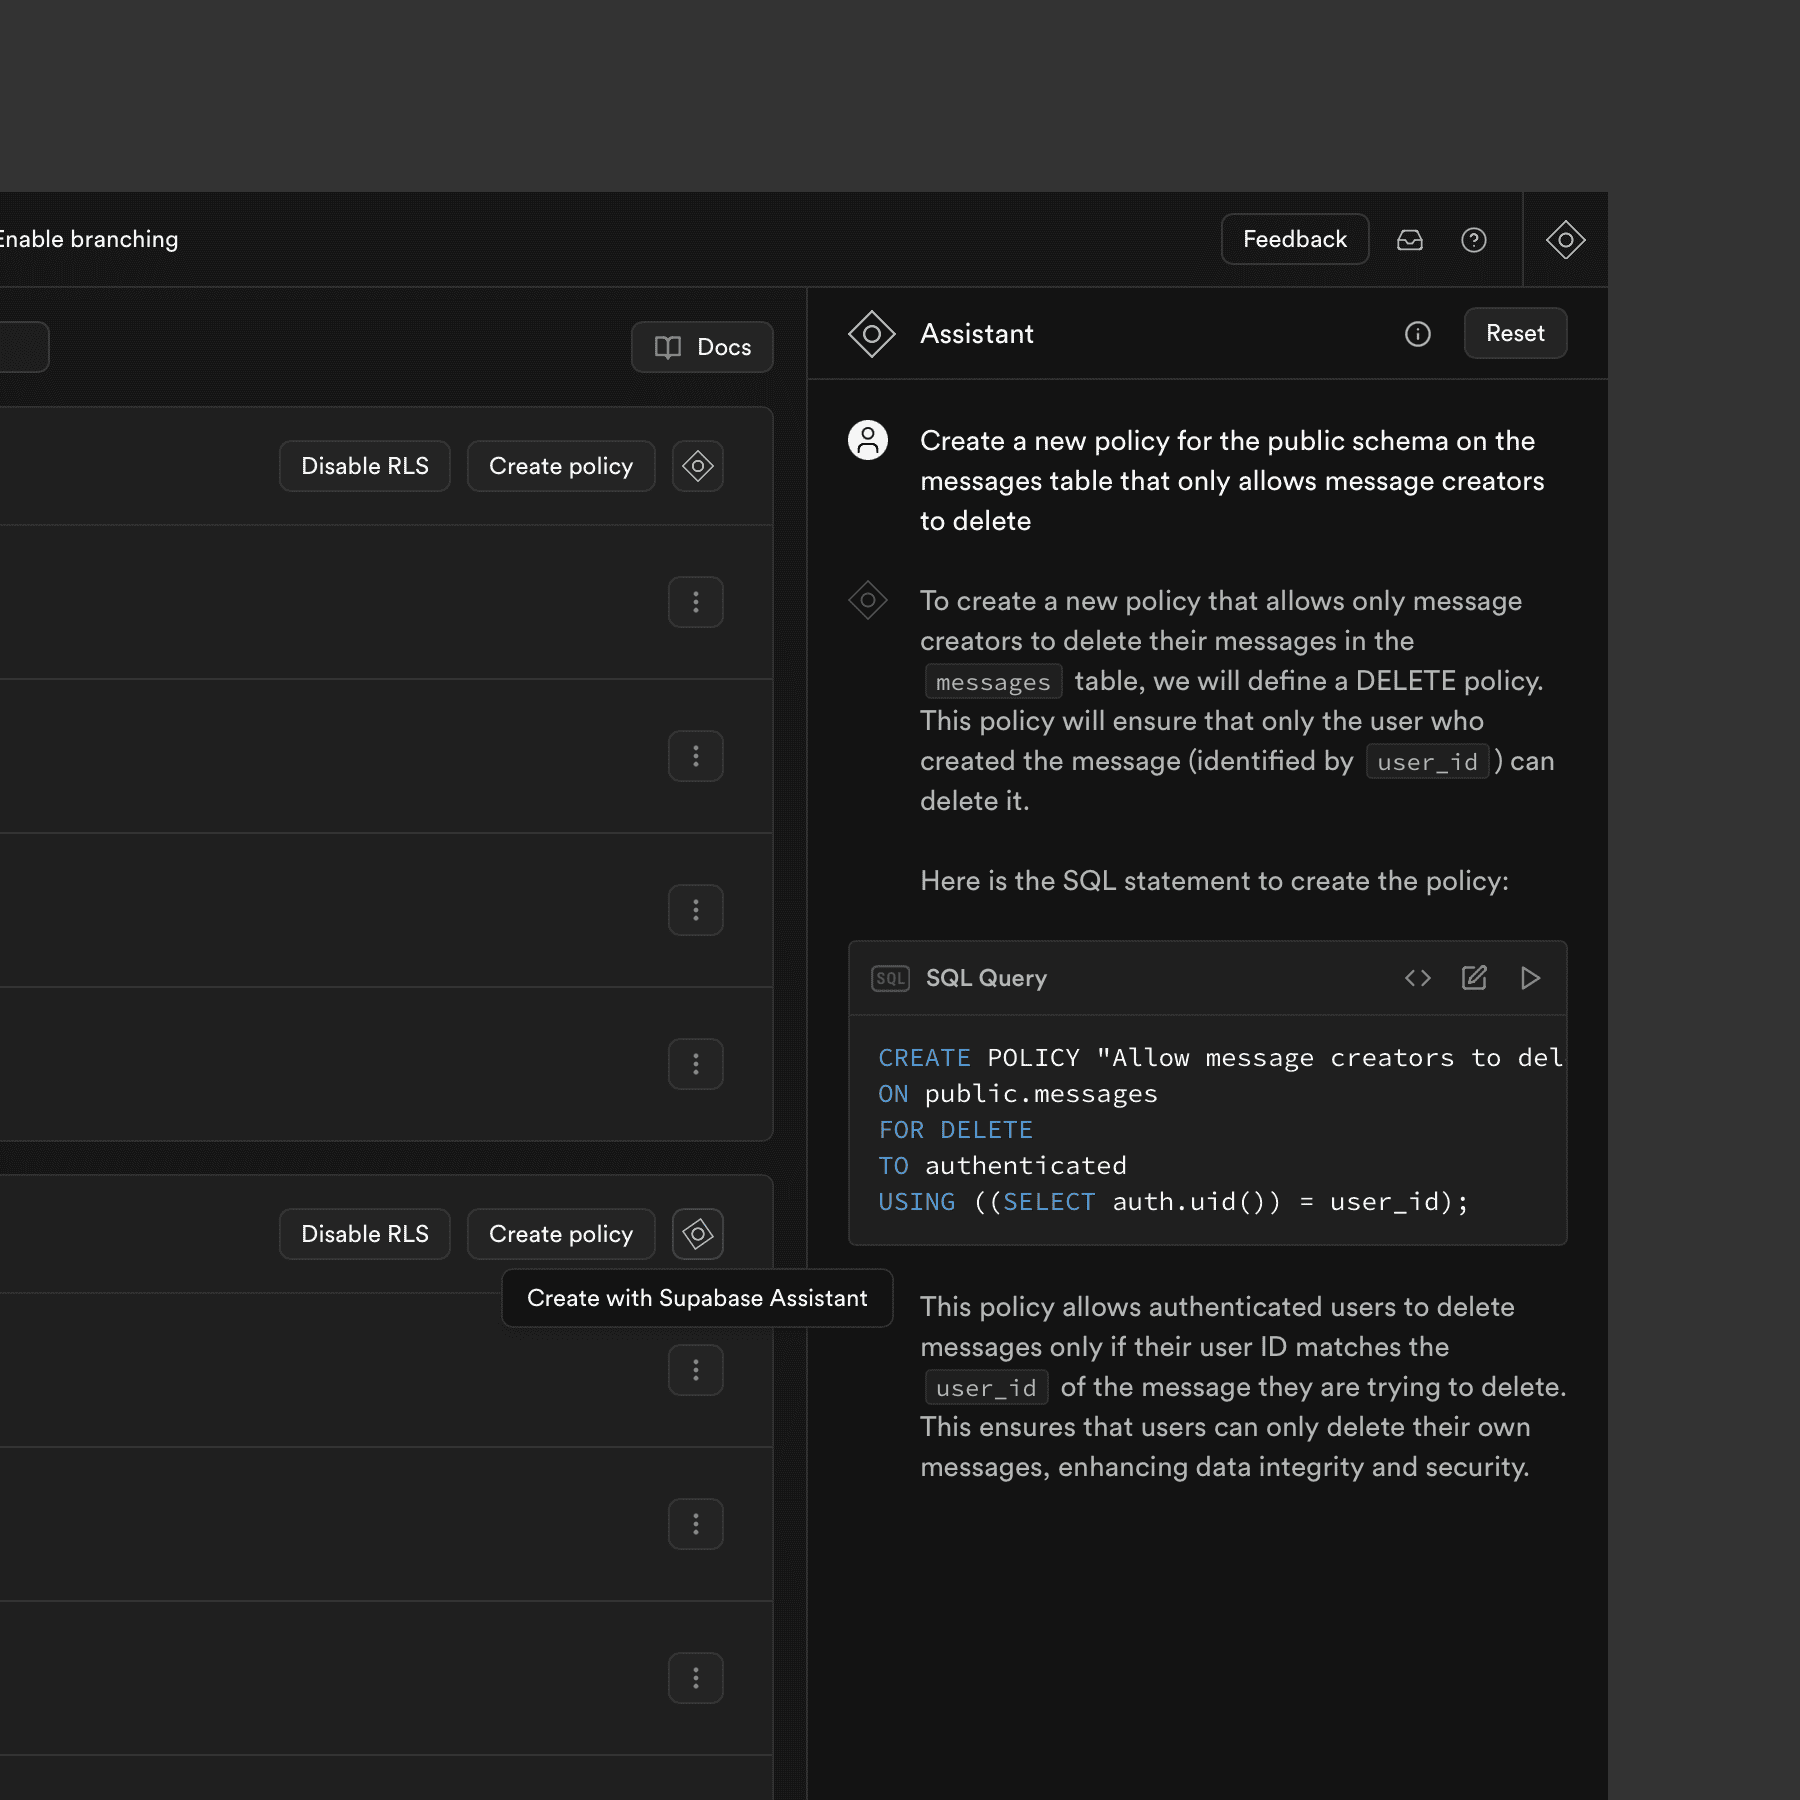 Enable branching
Feedback
Docs
Assistant
Reset
Disable RLS
Create policy
Create a new policy for the public schema on the
messages table that only allows message creators
to delete
To create a new policy that allows only message
creators to delete their messages in the
messages table, we will define a DELETE policy.
This policy will ensure that only the user who
created the message (identified by user_id) can
delete it.
Here is the SQL statement to create the policy:
SQL SQL Query
CREATE POLICY "Allow message creators to del
ON public.messages
FOR DELETE
TO authenticated
USING ((SELECT auth.uid()) = user_id);
Disable RLS
Create policy
Create with Supabase Assistant
This policy allows authenticated users to delete
messages only if their user ID matches the
user_id of the message they are trying to delete.
This ensures that users can only delete their own
messages, enhancing data integrity and security.